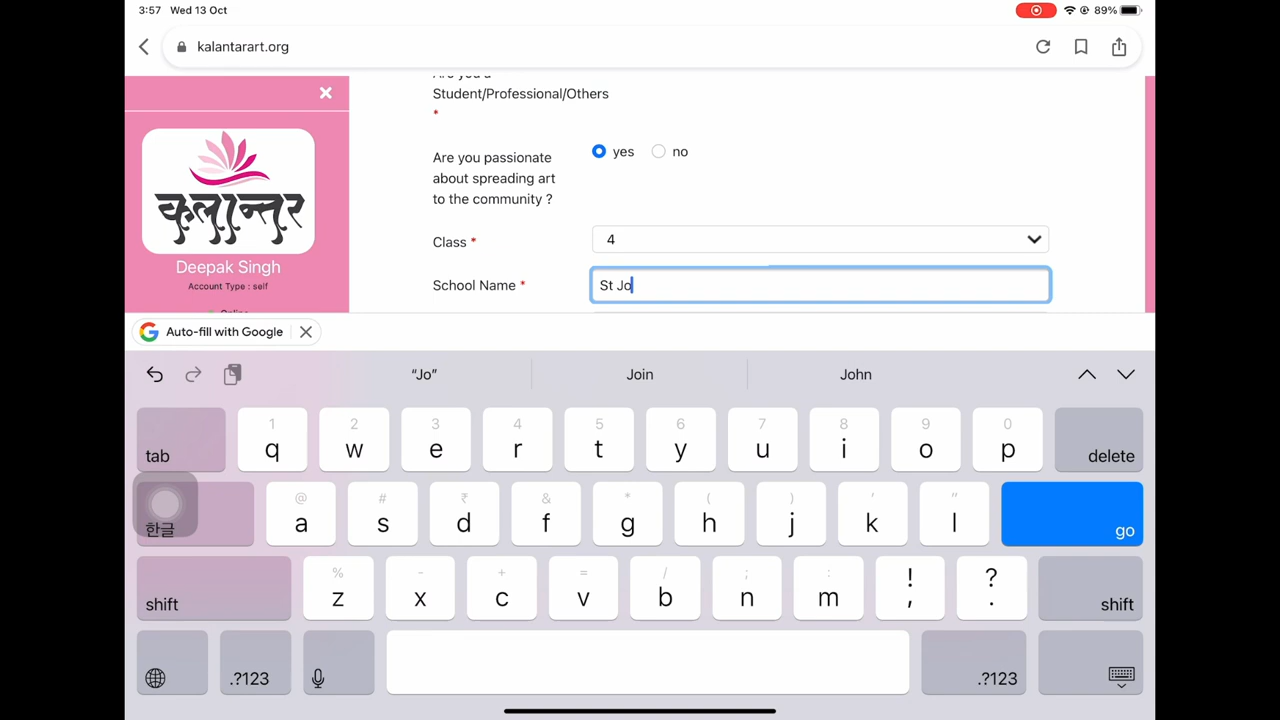 3:57 Wed 13 Oct 89%
kalantarart.org
Student/Professional/Others
*
Are you passionate
about spreading art
to the community ?
yes no
कलान्तर
Deepak Singh
Account Type : self
Class * 4
School Name * St Jo
Auto-fill with Google
“Jo” Join John
1 2 3 4 5 6 7 8 9 0
tab q w e r t y u i o p delete
@ # ₹ & * ( ) ' "
한글 a s d f g h j k l go
% - + = / ; : ! ?
shift z x c v b n m , . shift
.?123 .?123